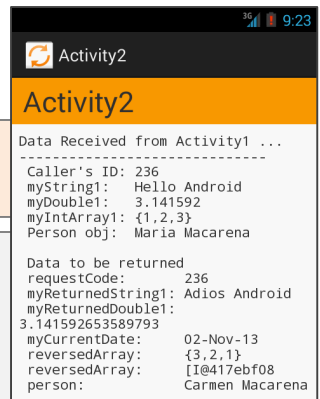 3G 9:23
Activity2
Activity2
Data Received from Activity1 ...
------------------------------
Caller's ID: 236
myString1: Hello Android
myDouble1: 3.141592
myIntArray1: {1,2,3}
Person obj: Maria Macarena
Data to be returned
requestCode: 236
myReturnedString1: Adios Android
myReturnedDouble1:
3.141592653589793
myCurrentDate: 02-Nov-13
reversedArray: {3,2,1}
reversedArray: [I@417ebf08
person: Carmen Macarena